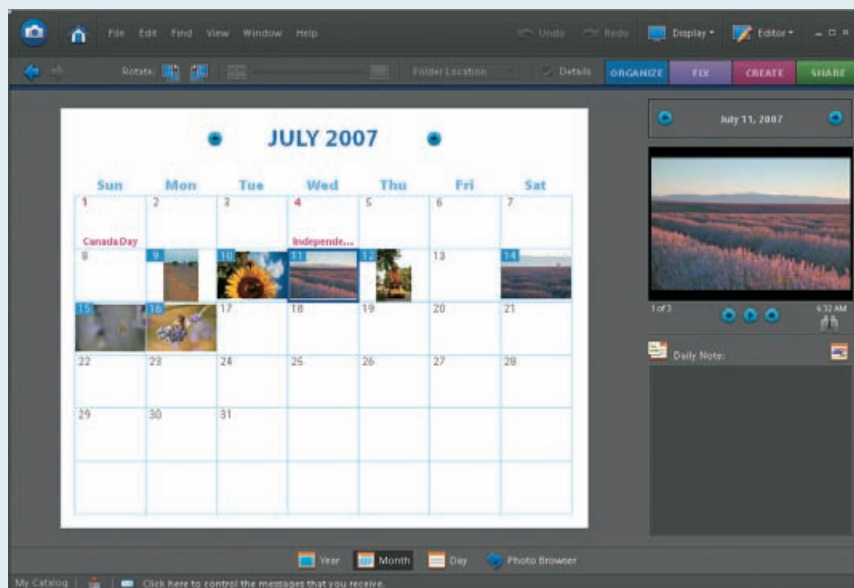 File Edit Find View Window Help Undo Redo Display Editor
Rotate: Folder Location Details ORGANIZE FIX CREATE SHARE
JULY 2007
Sun Mon Tue Wed Thu Fri Sat
1 2 3 4 5 6 7
Canada Day Independe...
8 9 10 11 12 13 14
15 16 17 18 19 20 21
22 23 24 25 26 27 28
29 30 31
July 11, 2007
1 of 3 6:32 AM
Daily Note:
Year Month Day Photo Browser
My Catalog Click here to control the messages that you receive.